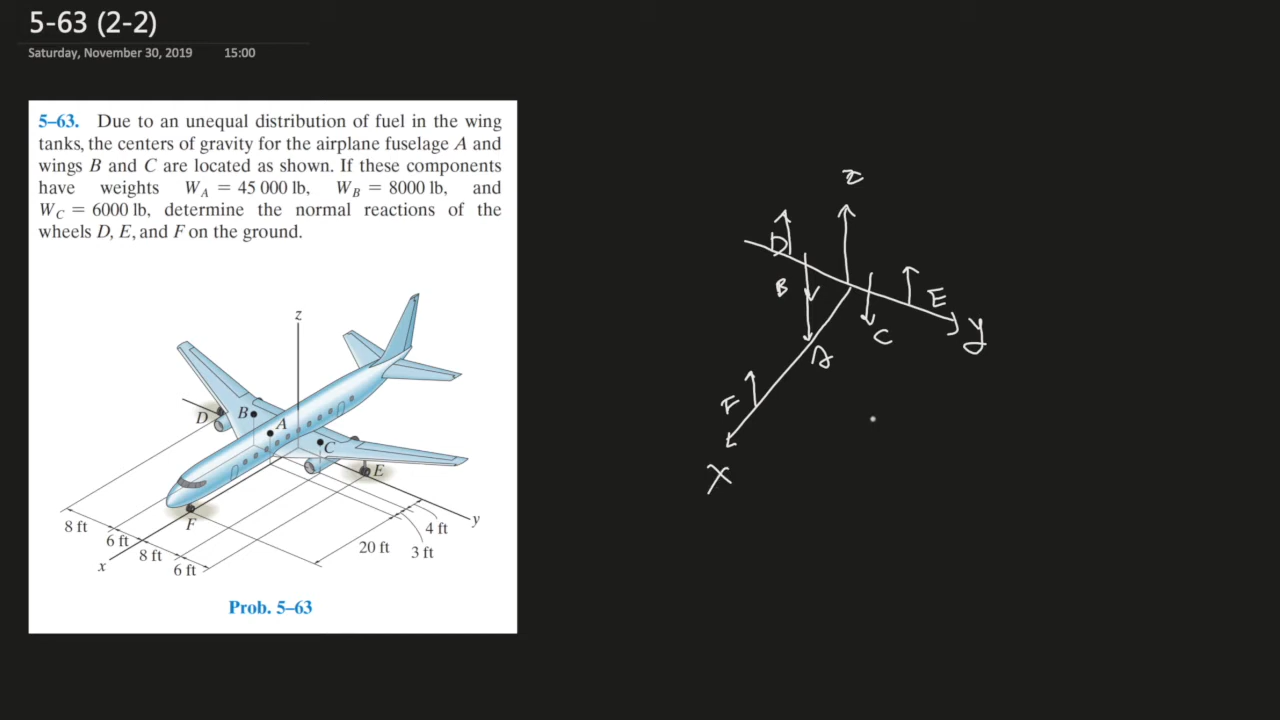 5-63 (2-2)
Saturday, November 30, 2019 15:00
5–63. Due to an unequal distribution of fuel in the wing
tanks, the centers of gravity for the airplane fuselage A and
wings B and C are located as shown. If these components
have weights W_A = 45 000 lb, W_B = 8000 lb, and
W_C = 6000 lb, determine the normal reactions of the
wheels D, E, and F on the ground.
z
D
B
A
C
E
F
8 ft
6 ft
8 ft
6 ft
x
20 ft
3 ft
4 ft
y
Prob. 5–63
z
D
B
E
C
y
A
F
X